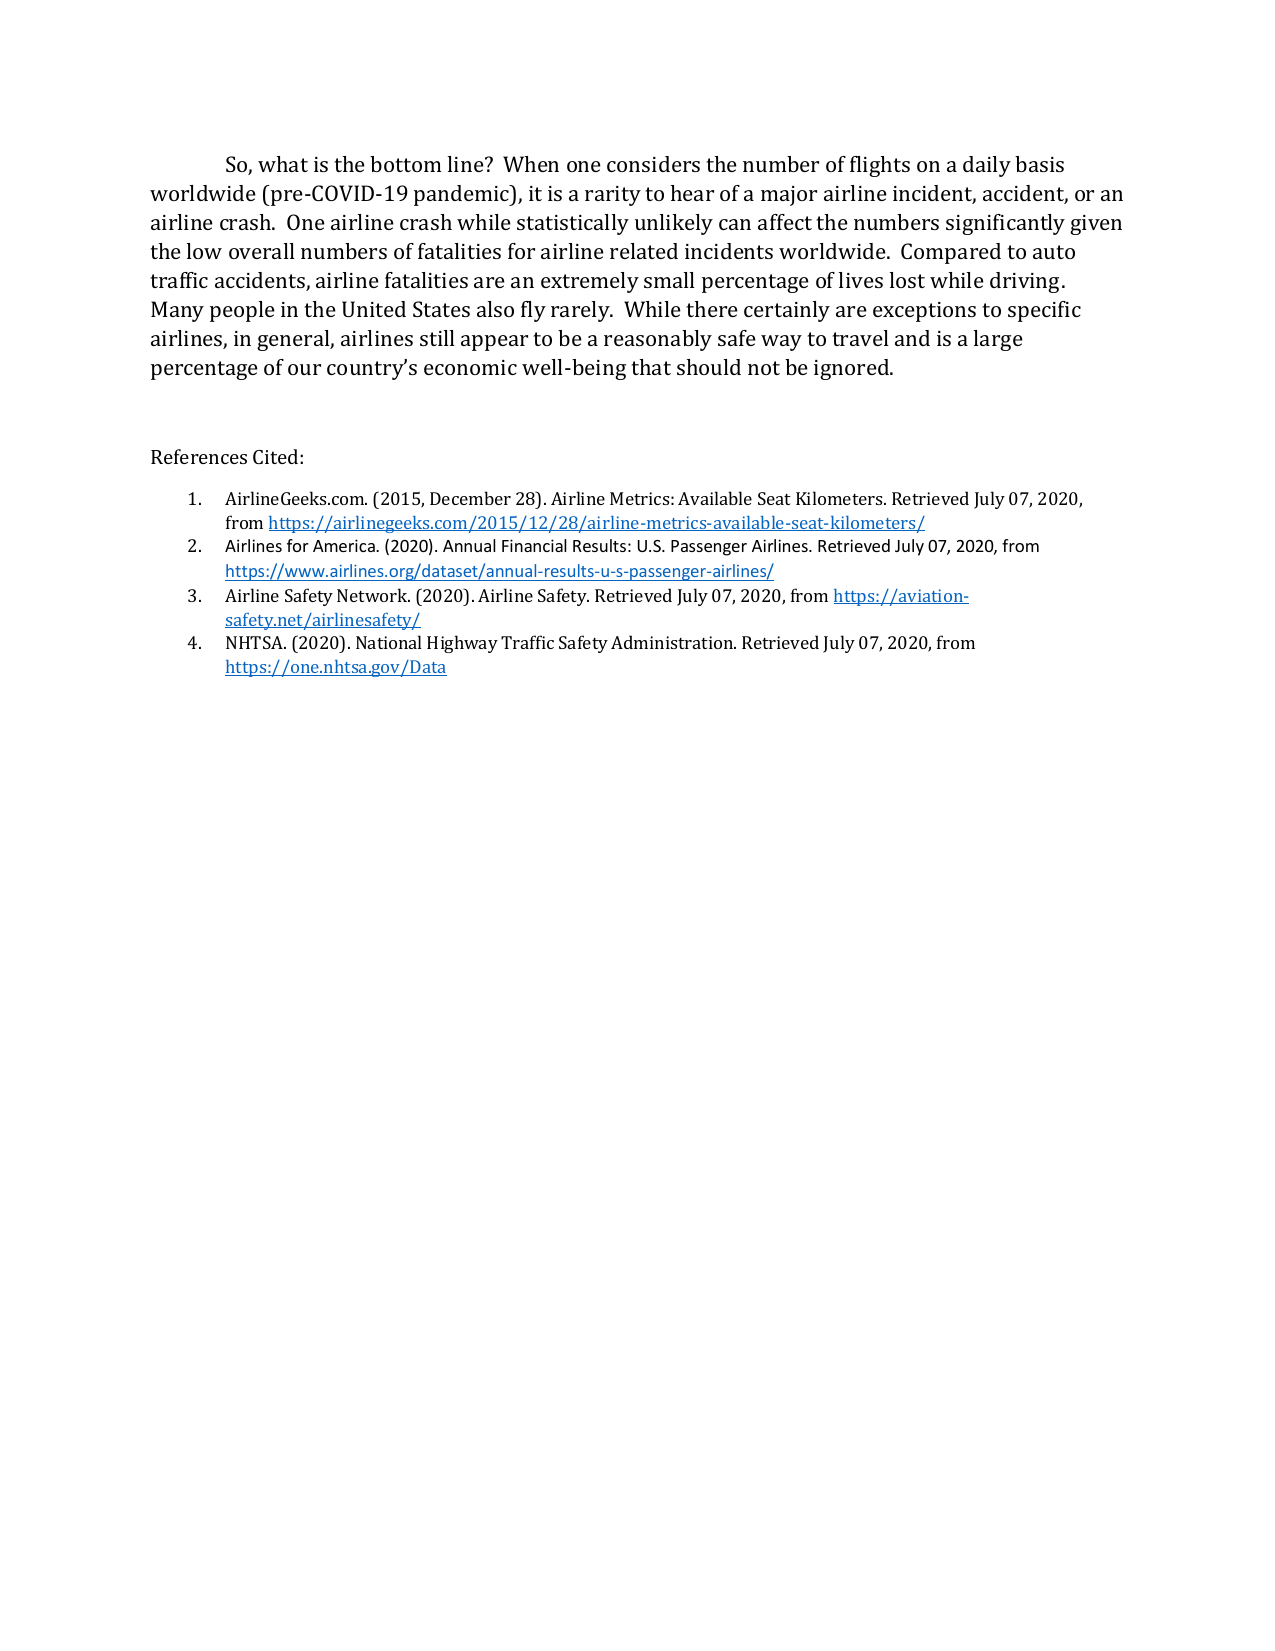 So, what is the bottom line?  When one considers the number of flights on a daily basis
worldwide (pre-COVID-19 pandemic), it is a rarity to hear of a major airline incident, accident, or an
airline crash.  One airline crash while statistically unlikely can affect the numbers significantly given
the low overall numbers of fatalities for airline related incidents worldwide.  Compared to auto
traffic accidents, airline fatalities are an extremely small percentage of lives lost while driving.
Many people in the United States also fly rarely.  While there certainly are exceptions to specific
airlines, in general, airlines still appear to be a reasonably safe way to travel and is a large
percentage of our country’s economic well-being that should not be ignored.
References Cited:
1. AirlineGeeks.com. (2015, December 28). Airline Metrics: Available Seat Kilometers. Retrieved July 07, 2020,
from https://airlinegeeks.com/2015/12/28/airline-metrics-available-seat-kilometers/
2. Airlines for America. (2020). Annual Financial Results: U.S. Passenger Airlines. Retrieved July 07, 2020, from
https://www.airlines.org/dataset/annual-results-u-s-passenger-airlines/
3. Airline Safety Network. (2020). Airline Safety. Retrieved July 07, 2020, from https://aviation-
safety.net/airlinesafety/
4. NHTSA. (2020). National Highway Traffic Safety Administration. Retrieved July 07, 2020, from
https://one.nhtsa.gov/Data